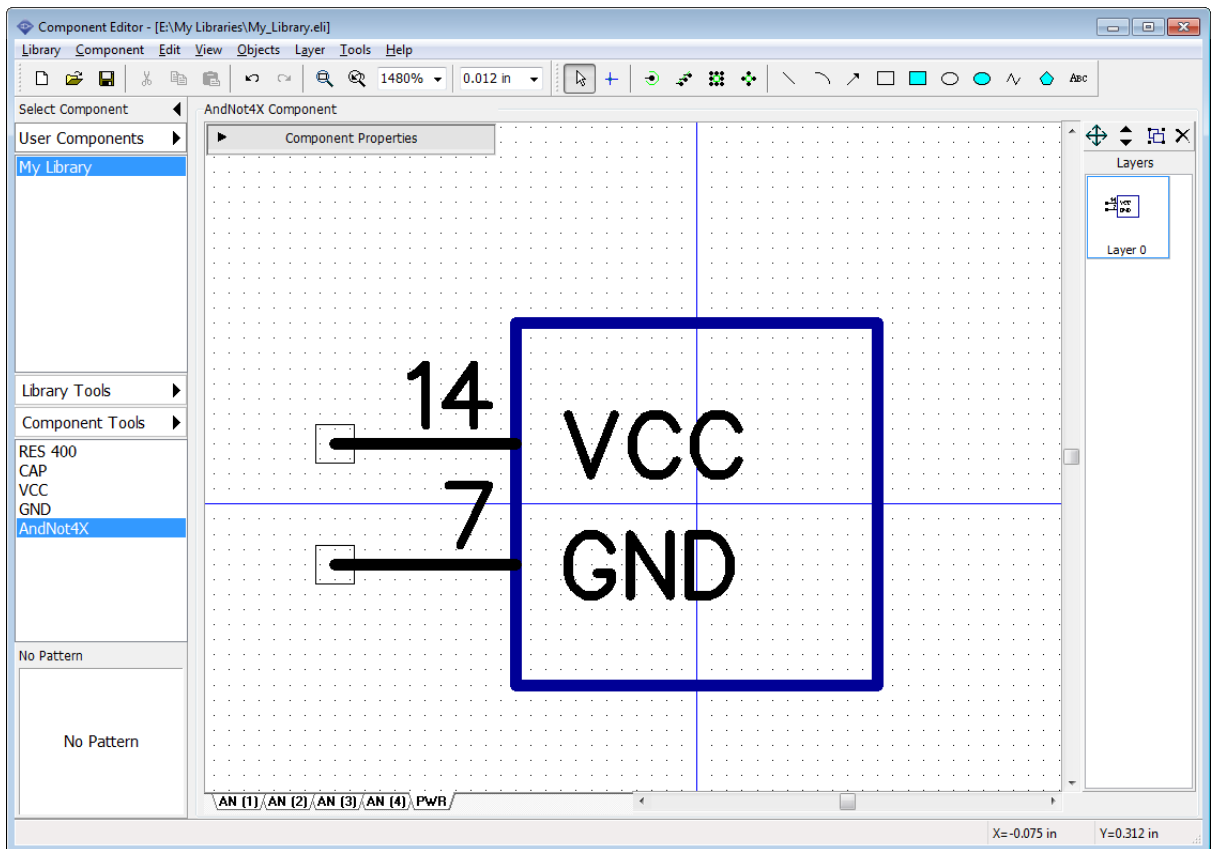 Component Editor - [E:\My Libraries\My_Library.eli]
Library Component Edit View Objects Layer Tools Help
1480% 0.012 in ABC
Select Component
AndNot4X Component
User Components
Component Properties
My Library
Layers
VCC
GND
Layer 0
Library Tools
Component Tools
RES 400
CAP
VCC
GND
AndNot4X
14
VCC
7
GND
No Pattern
No Pattern
AN (1) AN (2) AN (3) AN (4) PWR
X=-0.075 in Y=0.312 in